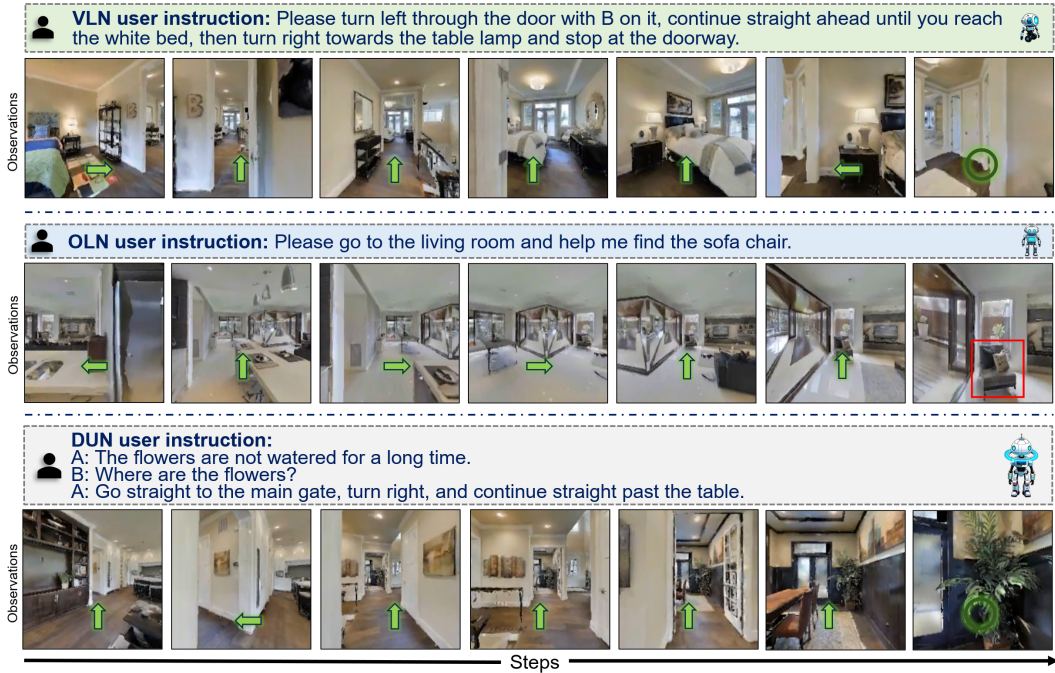 VLN user instruction: Please turn left through the door with B on it, continue straight ahead until you reach
the white bed, then turn right towards the table lamp and stop at the doorway.
Observations
B
B
OLN user instruction: Please go to the living room and help me find the sofa chair.
Observations
DUN user instruction:
A: The flowers are not watered for a long time.
B: Where are the flowers?
A: Go straight to the main gate, turn right, and continue straight past the table.
Observations
Steps